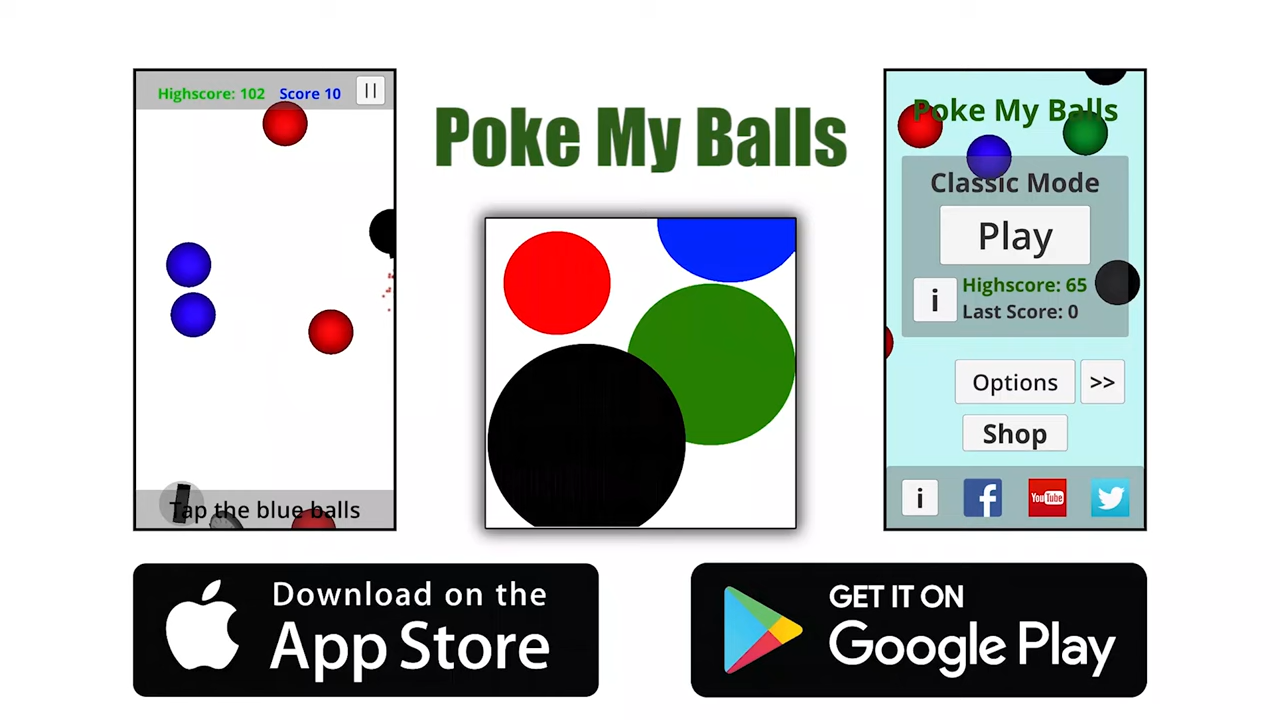 Highscore: 102 Score 10
Tap the blue balls
Poke My Balls
Poke My Balls
Classic Mode
Play
i
Highscore: 65
Last Score: 0
Options >>
Shop
i f YouTube
Download on the
App Store
GET IT ON
Google Play